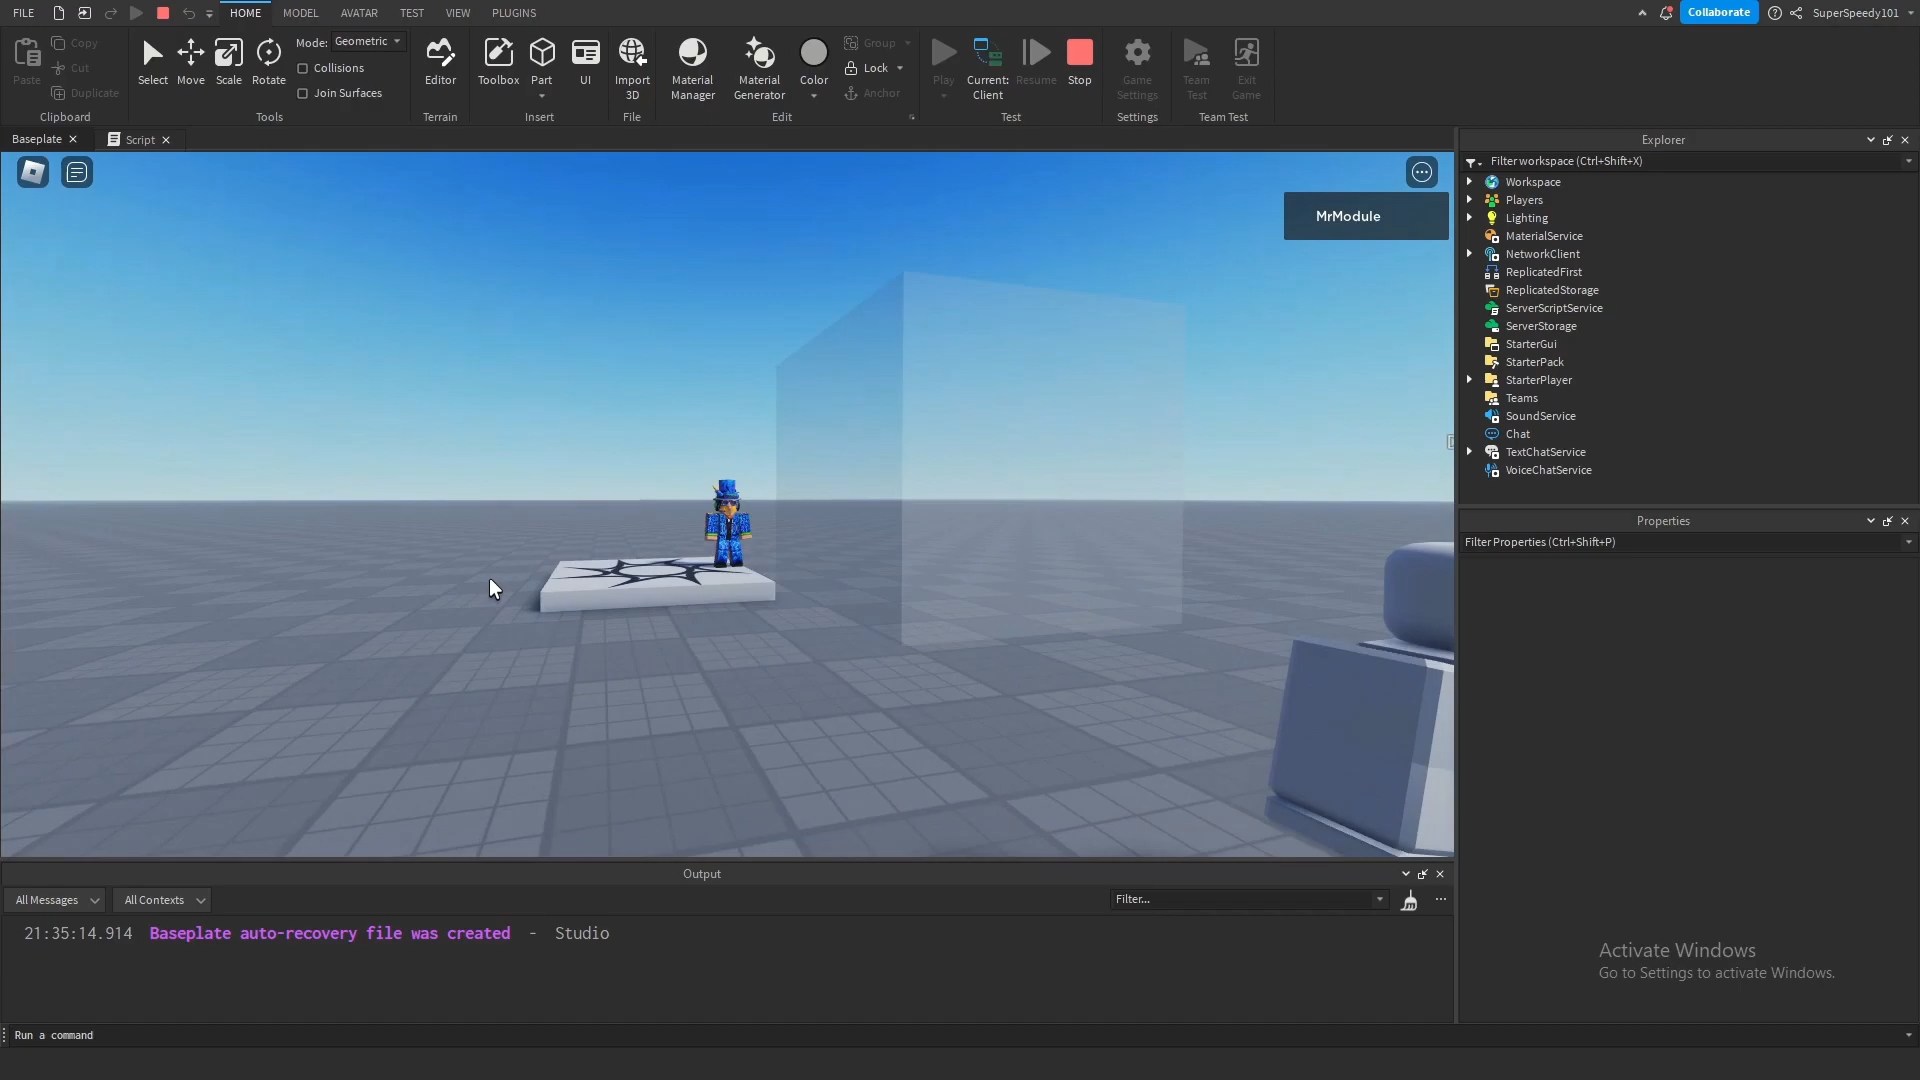 FILE HOME MODEL AVATAR TEST VIEW PLUGINS Collaborate SuperSpeedy101
Paste Copy Cut Duplicate
Clipboard
Select Move Scale Rotate
Mode: Geometric
Collisions
Join Surfaces
Tools
Editor
Terrain
Toolbox Part UI
Insert
Import 3D
File
Material Manager
Material Generator
Color
Group
Lock
Anchor
Edit
Play
Current: Client
Resume
Stop
Test
Game Settings
Settings
Team Test
Exit Game
Team Test
Baseplate
Script
MrModule
Explorer
Filter workspace (Ctrl+Shift+X)
Workspace
Players
Lighting
MaterialService
NetworkClient
ReplicatedFirst
ReplicatedStorage
ServerScriptService
ServerStorage
StarterGui
StarterPack
StarterPlayer
Teams
SoundService
Chat
TextChatService
VoiceChatService
Properties
Filter Properties (Ctrl+Shift+P)
Output
All Messages
All Contexts
Filter...
21:35:14.914 Baseplate auto-recovery file was created - Studio
Activate Windows
Go to Settings to activate Windows.
Run a command